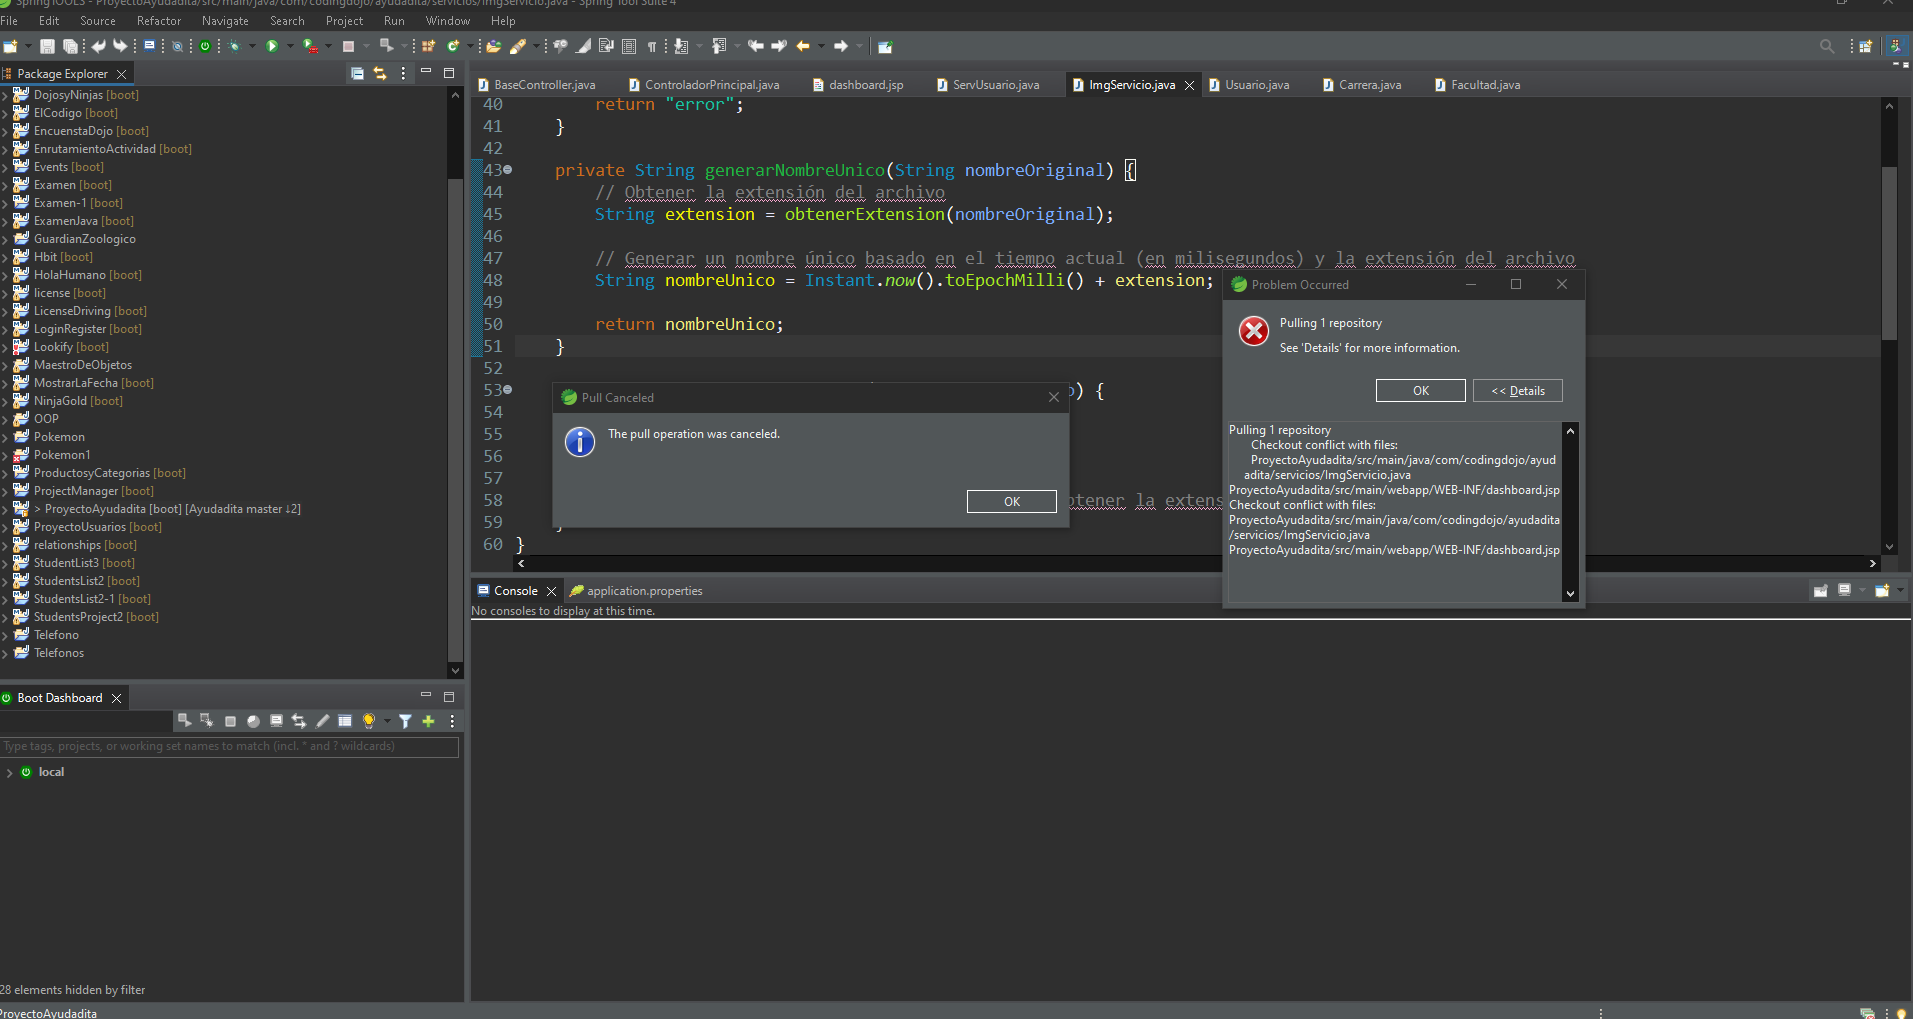 SpringTOOLS - ProyectoAyudadita/src/main/java/com/codingdojo/ayudadita/servicios/ImgServicio.java - Spring Tool Suite 4
File Edit Source Refactor Navigate Search Project Run Window Help
Package Explorer
DojosyNinjas [boot]
ElCodigo [boot]
EncuenstaDojo [boot]
EnrutamientoActividad [boot]
Events [boot]
Examen [boot]
Examen-1 [boot]
ExamenJava [boot]
GuardianZoologico
Hbit [boot]
HolaHumano [boot]
license [boot]
LicenseDriving [boot]
LoginRegister [boot]
Lookify [boot]
MaestroDeObjetos
MostrarLaFecha [boot]
NinjaGold [boot]
OOP
Pokemon
Pokemon1
ProductosyCategorias [boot]
ProjectManager [boot]
> ProyectoAyudadita [boot] [Ayudadita master ↓2]
ProyectoUsuarios [boot]
relationships [boot]
StudentList3 [boot]
StudentsList2 [boot]
StudentsList2-1 [boot]
StudentsProject2 [boot]
Telefono
Telefonos
Boot Dashboard
Type tags, projects, or working set names to match (incl. * and ? wildcards)
local
28 elements hidden by filter
ProyectoAyudadita
BaseController.java ControladorPrincipal.java dashboard.jsp ServUsuario.java ImgServicio.java Usuario.java Carrera.java Facultad.java
40 return "error";
41 }
42
43 private String generarNombreUnico(String nombreOriginal) {
44 // Obtener la extensión del archivo
45 String extension = obtenerExtension(nombreOriginal);
46
47 // Generar un nombre único basado en el tiempo actual (en milisegundos) y la extensión del archivo
48 String nombreUnico = Instant.now().toEpochMilli() + extension;
49
50 return nombreUnico;
51 }
52
53 ) {
54
55
56
57
58 btener la extens
59 }
60 }
Pull Canceled
The pull operation was canceled.
OK
Problem Occurred
Pulling 1 repository
See 'Details' for more information.
OK << Details
Pulling 1 repository
Checkout conflict with files:
ProyectoAyudadita/src/main/java/com/codingdojo/ayud
adita/servicios/ImgServicio.java
ProyectoAyudadita/src/main/webapp/WEB-INF/dashboard.jsp
Checkout conflict with files:
ProyectoAyudadita/src/main/java/com/codingdojo/ayudadita
/servicios/ImgServicio.java
ProyectoAyudadita/src/main/webapp/WEB-INF/dashboard.jsp
Console application.properties
No consoles to display at this time.